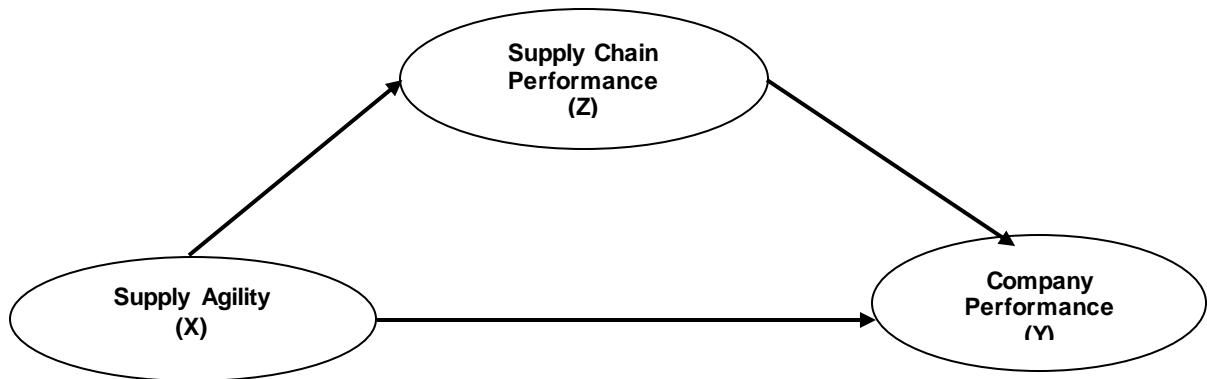 Supply Chain
Performance
(Z)
Supply Agility
(X)
Company
Performance
(Y)